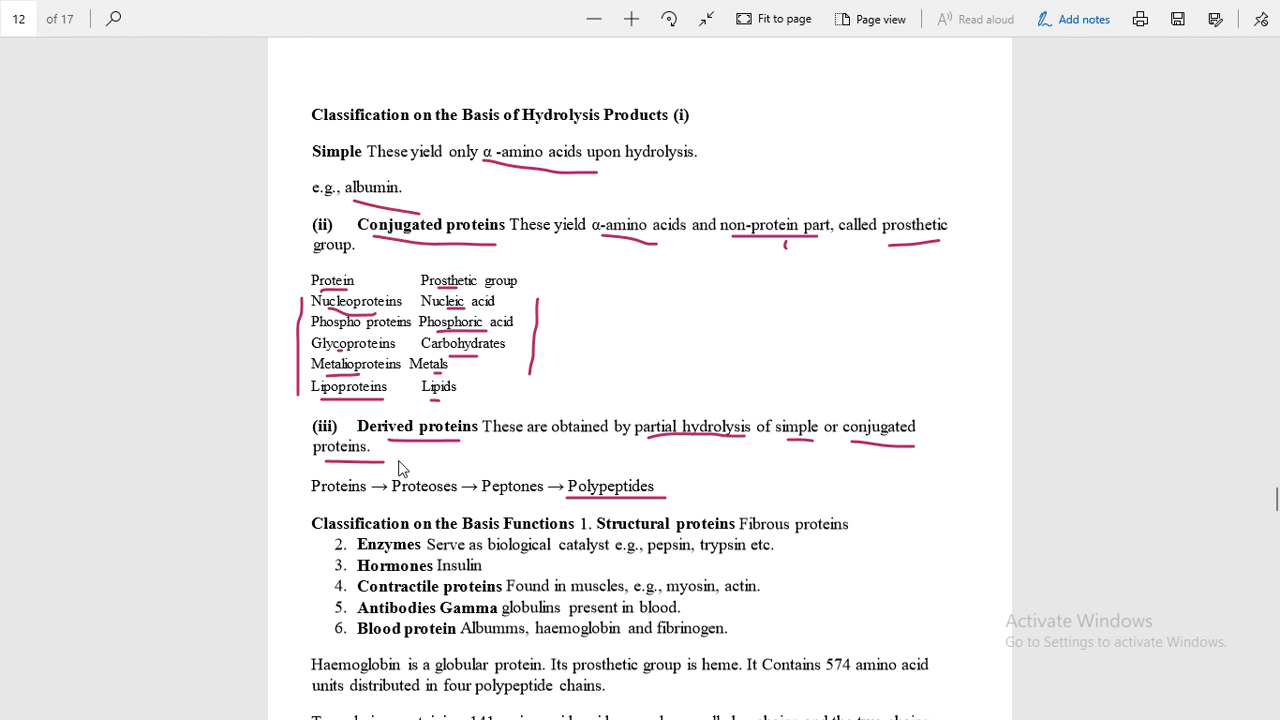 12 of 17 Fit to page Page view Read aloud Add notes
Classification on the Basis of Hydrolysis Products (i)
Simple These yield only α -amino acids upon hydrolysis.
e.g., albumin.
(ii) Conjugated proteins These yield α-amino acids and non-protein part, called prosthetic
group.
Protein Prosthetic group
Nucleoproteins Nucleic acid
Phospho proteins Phosphoric acid
Glycoproteins Carbohydrates
Metalioproteins Metals
Lipoproteins Lipids
(iii) Derived proteins These are obtained by partial hydrolysis of simple or conjugated
proteins.
Proteins → Proteoses → Peptones → Polypeptides
Classification on the Basis Functions 1. Structural proteins Fibrous proteins
2. Enzymes Serve as biological catalyst e.g., pepsin, trypsin etc.
3. Hormones Insulin
4. Contractile proteins Found in muscles, e.g., myosin, actin.
5. Antibodies Gamma globulins present in blood.
6. Blood protein Albumms, haemoglobin and fibrinogen.
Activate Windows
Go to Settings to activate Windows.
Haemoglobin is a globular protein. Its prosthetic group is heme. It Contains 574 amino acid
units distributed in four polypeptide chains.